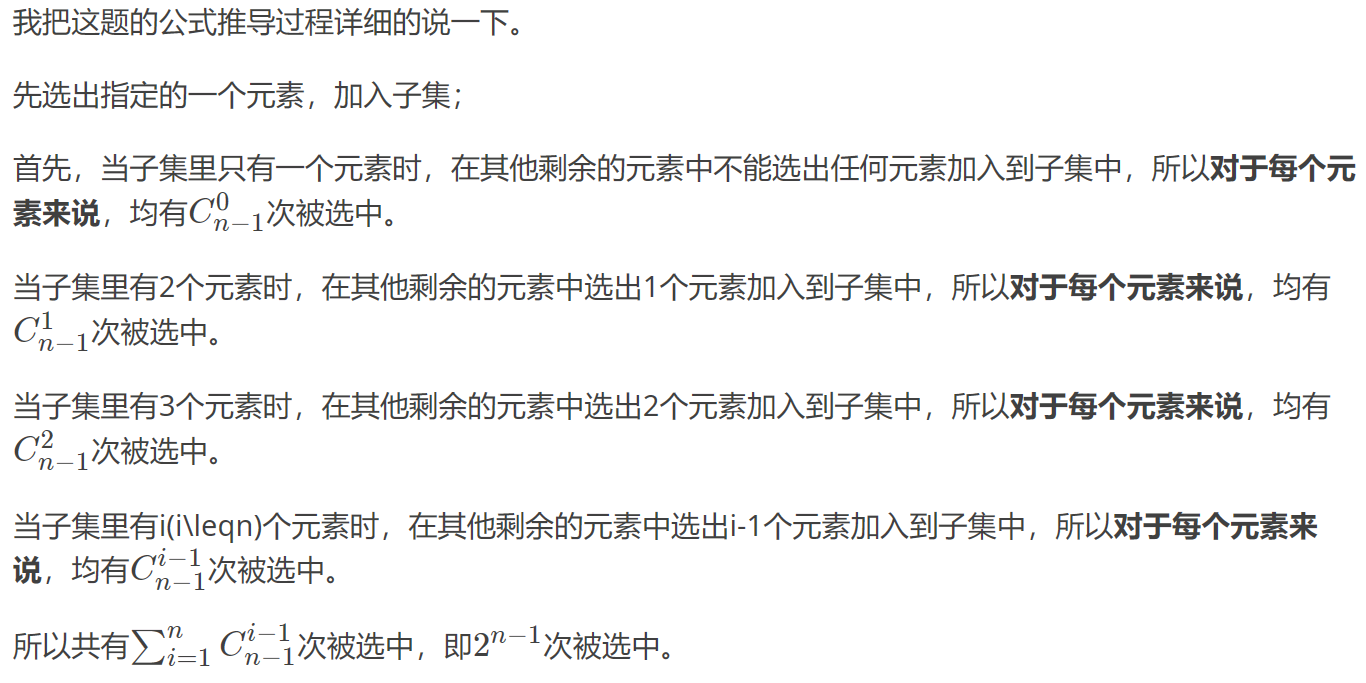 我把这题的公式推导过程详细的说一下。
先选出指定的一个元素，加入子集；
首先，当子集里只有一个元素时，在其他剩余的元素中不能选出任何元素加入到子集中，所以对于每个元
素来说，均有$C_{n-1}^{0}$次被选中。
当子集里有2个元素时，在其他剩余的元素中选出1个元素加入到子集中，所以对于每个元素来说，均有
$C_{n-1}^{1}$次被选中。
当子集里有3个元素时，在其他剩余的元素中选出2个元素加入到子集中，所以对于每个元素来说，均有
$C_{n-1}^{2}$次被选中。
当子集里有i(i\leqn)个元素时，在其他剩余的元素中选出i-1个元素加入到子集中，所以对于每个元素来
说，均有$C_{n-1}^{i-1}$次被选中。
所以共有$\sum_{i=1}^{n} C_{n-1}^{i-1}$次被选中，即$2^{n-1}$次被选中。